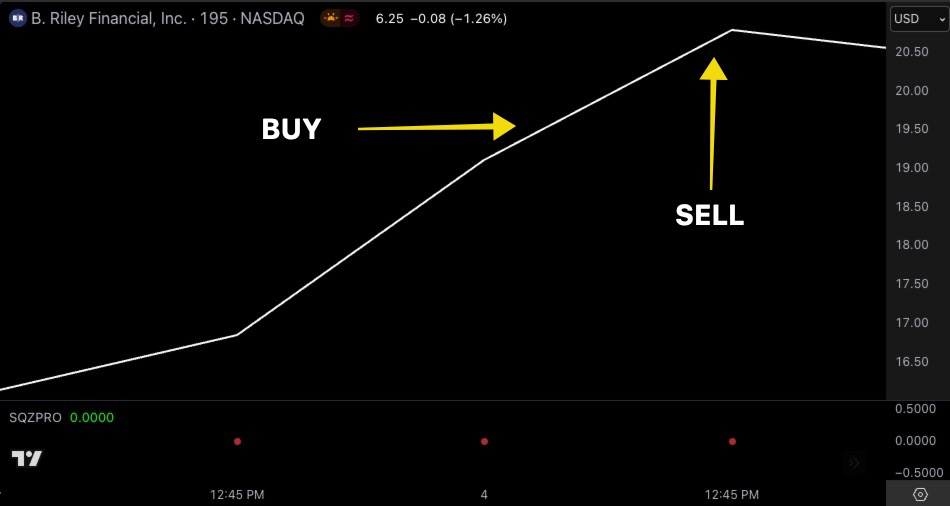 B. Riley Financial, Inc. · 195 · NASDAQ 6.25 −0.08 (−1.26%) USD
20.50
20.00
BUY
19.50
19.00
SELL
18.50
18.00
17.50
17.00
16.50
SQZPRO 0.0000
0.5000
0.0000
−0.5000
12:45 PM 4 12:45 PM